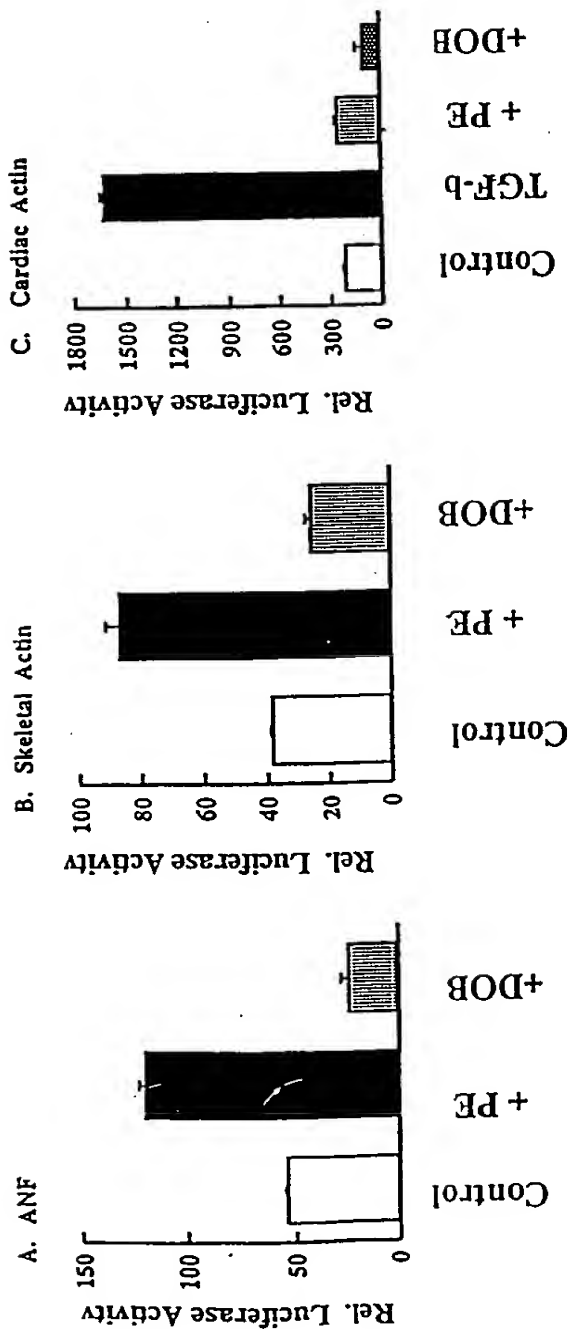 A. ANF
Rel. Luciferase Activity
150
100
50
0
Control
+ PE
+DOB
B. Skeletal Actin
Rel. Luciferase Activity
100
80
60
40
20
0
Control
+ PE
+DOB
C. Cardiac Actin
Rel. Luciferase Activity
1800
1500
1200
900
600
300
0
Control
TGF-b
+ PE
+DOB